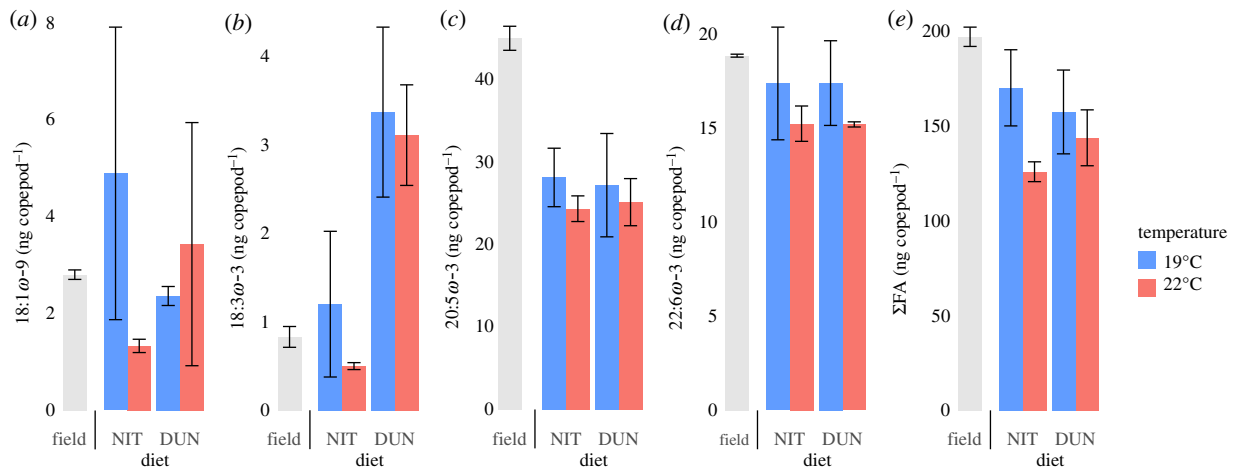 (a)
8
6
4
2
0
18:1ω-9 (ng copepod⁻¹)
field NIT DUN
diet
(b)
4
3
2
1
0
18:3ω-3 (ng copepod⁻¹)
field NIT DUN
diet
(c)
40
30
20
10
0
20:5ω-3 (ng copepod⁻¹)
field NIT DUN
diet
(d)
20
15
10
5
0
22:6ω-3 (ng copepod⁻¹)
field NIT DUN
diet
(e)
200
150
100
50
0
ΣFA (ng copepod⁻¹)
field NIT DUN
diet
temperature
19°C
22°C